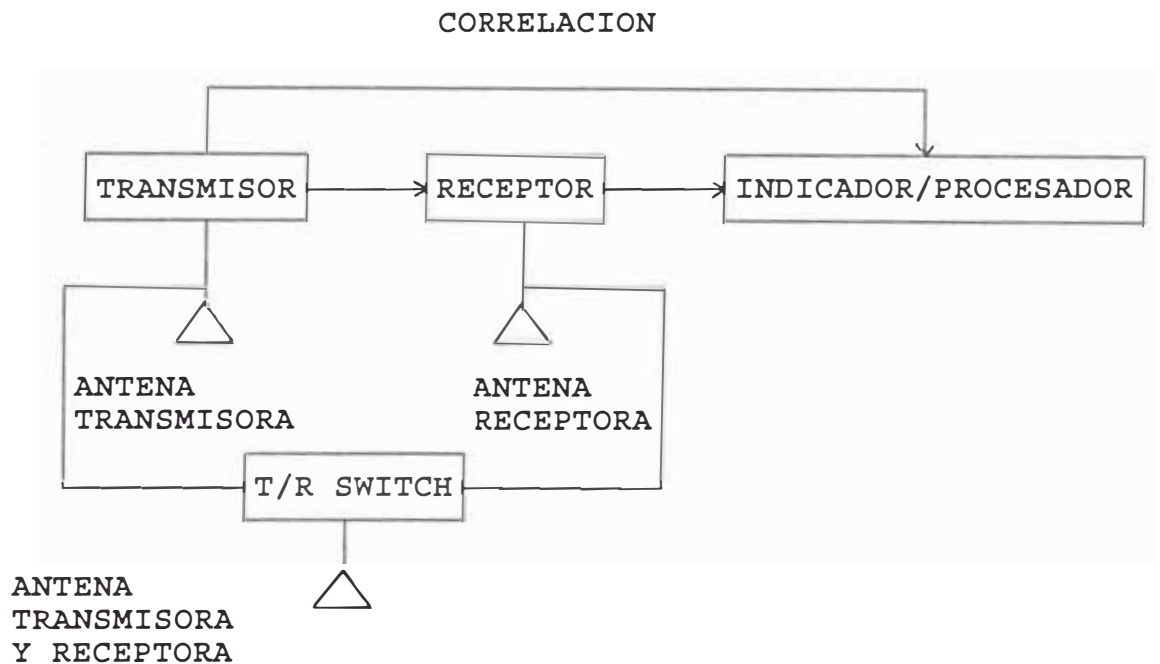 CORRELACION
TRANSMISOR
RECEPTOR
INDICADOR/PROCESADOR
ANTENA
TRANSMISORA
ANTENA
RECEPTORA
T/R SWITCH
ANTENA
TRANSMISORA
Y RECEPTORA